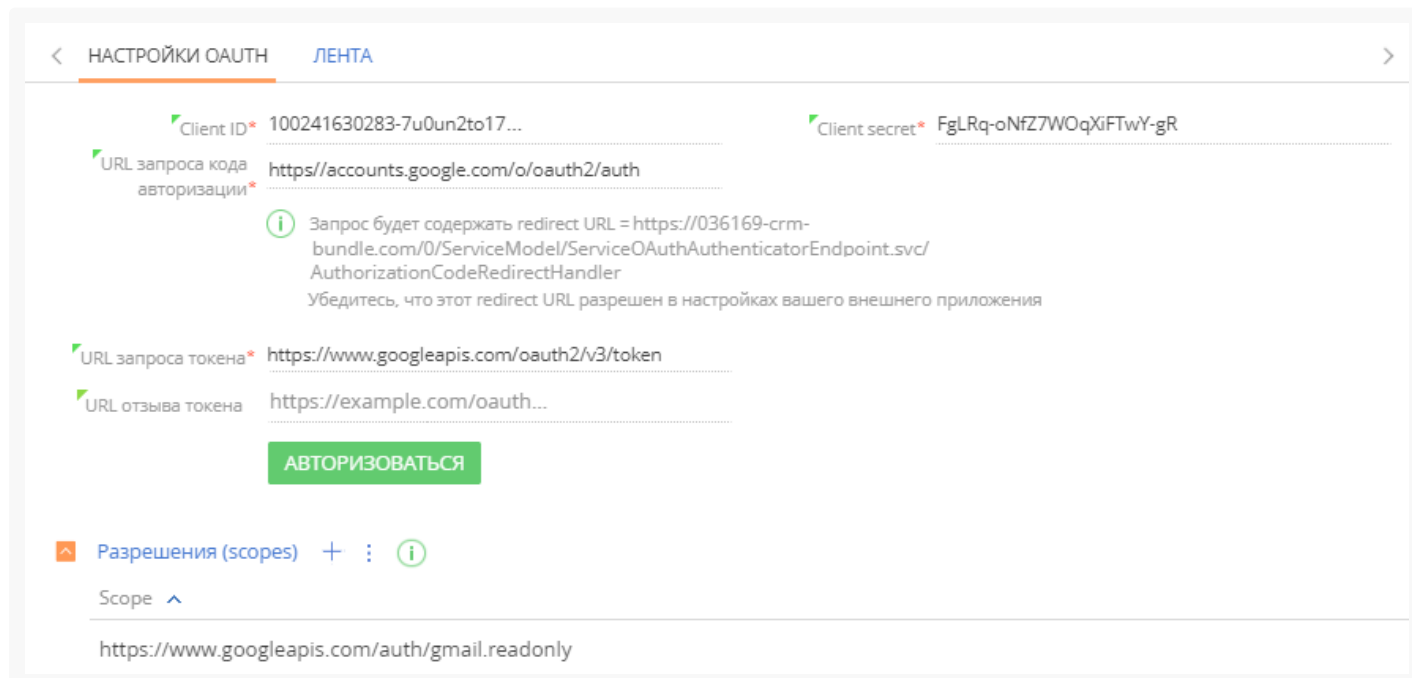 НАСТРОЙКИ OAUTH ЛЕНТА
Client ID* 100241630283-7u0un2to17...
Client secret* FgLRq-oNfZ7WOqXiFTwY-gR
URL запроса кода
авторизации* https//accounts.google.com/o/oauth2/auth
Запрос будет содержать redirect URL = https://036169-crm-
bundle.com/0/ServiceModel/ServiceOAuthAuthenticatorEndpoint.svc/
AuthorizationCodeRedirectHandler
Убедитесь, что этот redirect URL разрешен в настройках вашего внешнего приложения
URL запроса токена* https://www.googleapis.com/oauth2/v3/token
URL отзыва токена https://example.com/oauth...
АВТОРИЗОВАТЬСЯ
Разрешения (scopes)
Scope
https://www.googleapis.com/auth/gmail.readonly